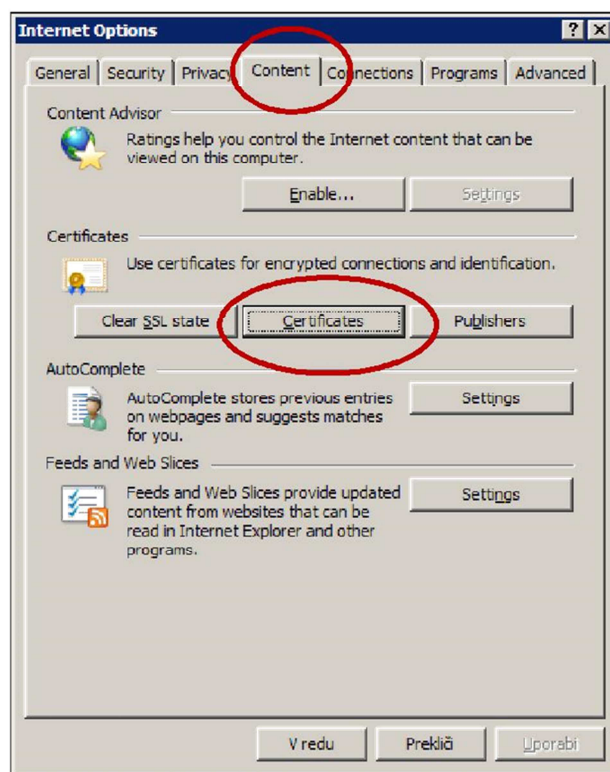 Internet Options
General Security Privacy Content Connections Programs Advanced
Content Advisor
Ratings help you control the Internet content that can be
viewed on this computer.
Enable... Settings
Certificates
Use certificates for encrypted connections and identification.
Clear SSL state Certificates Publishers
AutoComplete
AutoComplete stores previous entries
on webpages and suggests matches
for you.
Settings
Feeds and Web Slices
Feeds and Web Slices provide updated
content from websites that can be
read in Internet Explorer and other
programs.
Settings
V redu Prekliči Uporabi